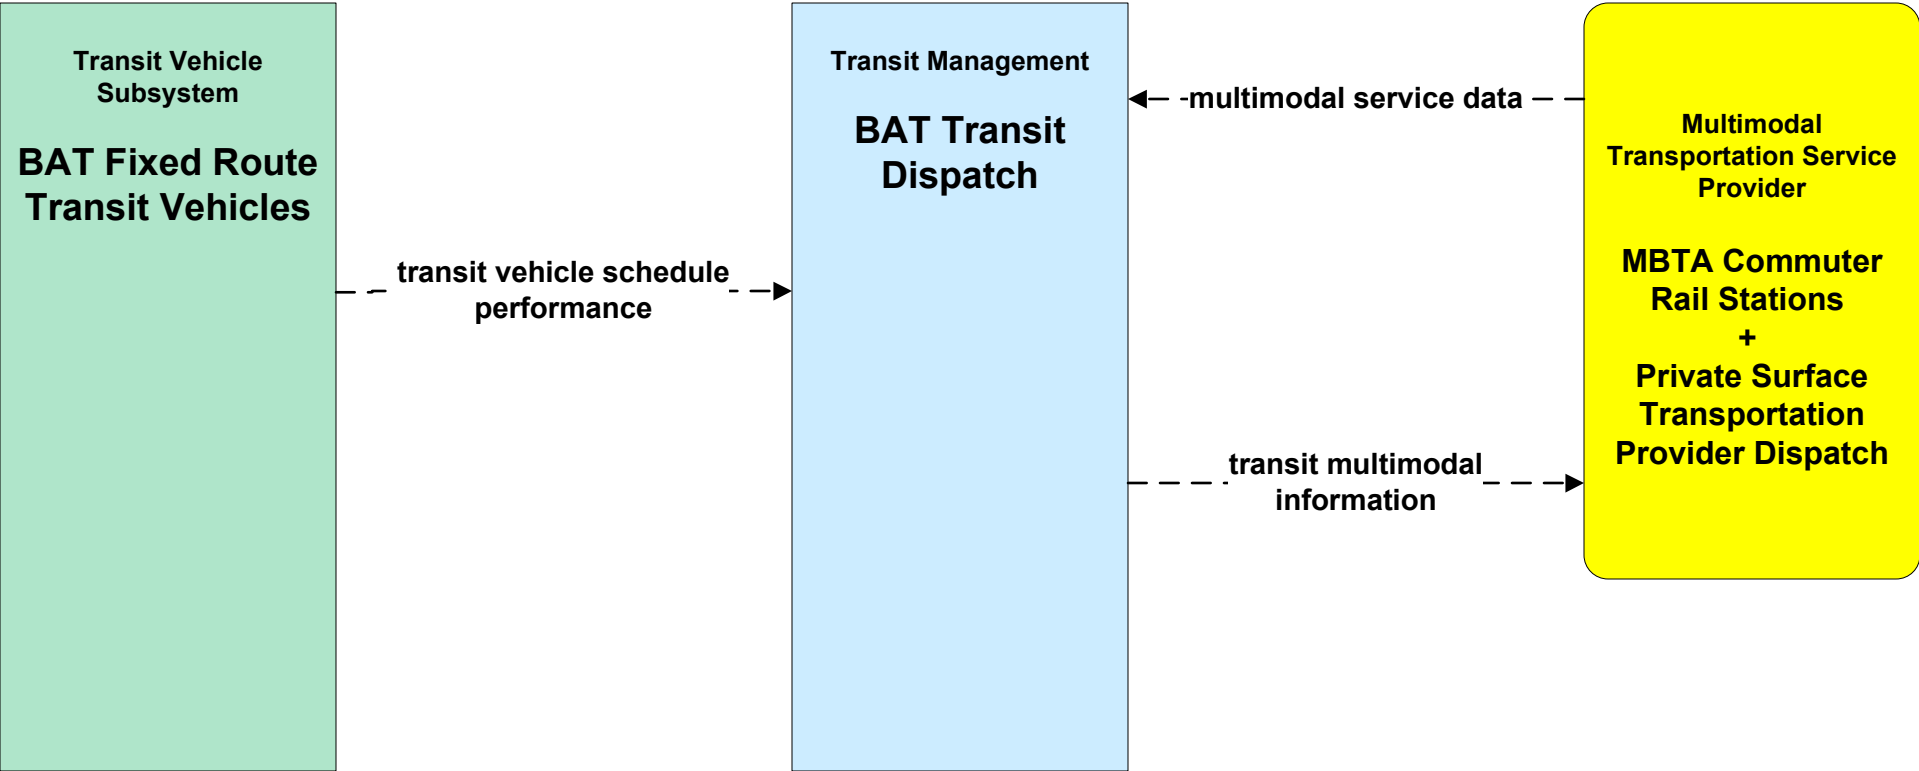 Transit Vehicle
Subsystem
BAT Fixed Route
Transit Vehicles
transit vehicle schedule
performance
Transit Management
BAT Transit
Dispatch
multimodal service data
transit multimodal
information
Multimodal
Transportation Service
Provider
MBTA Commuter
Rail Stations
+
Private Surface
Transportation
Provider Dispatch